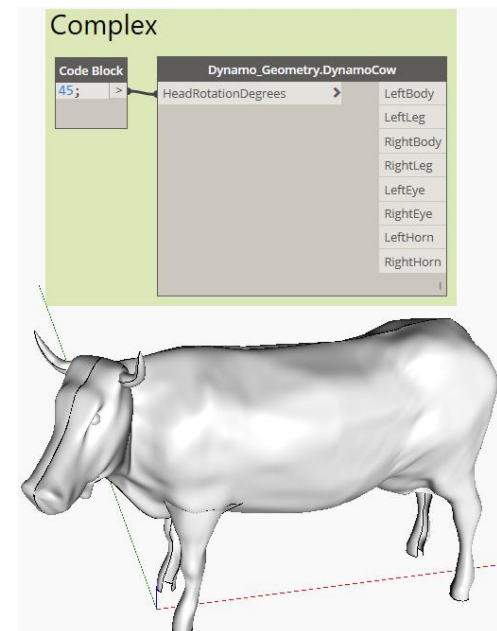 Complex
Code Block
45; >
Dynamo_Geometry.DynamoCow
HeadRotationDegrees >
LeftBody
LeftLeg
RightBody
RightLeg
LeftEye
RightEye
LeftHorn
RightHorn